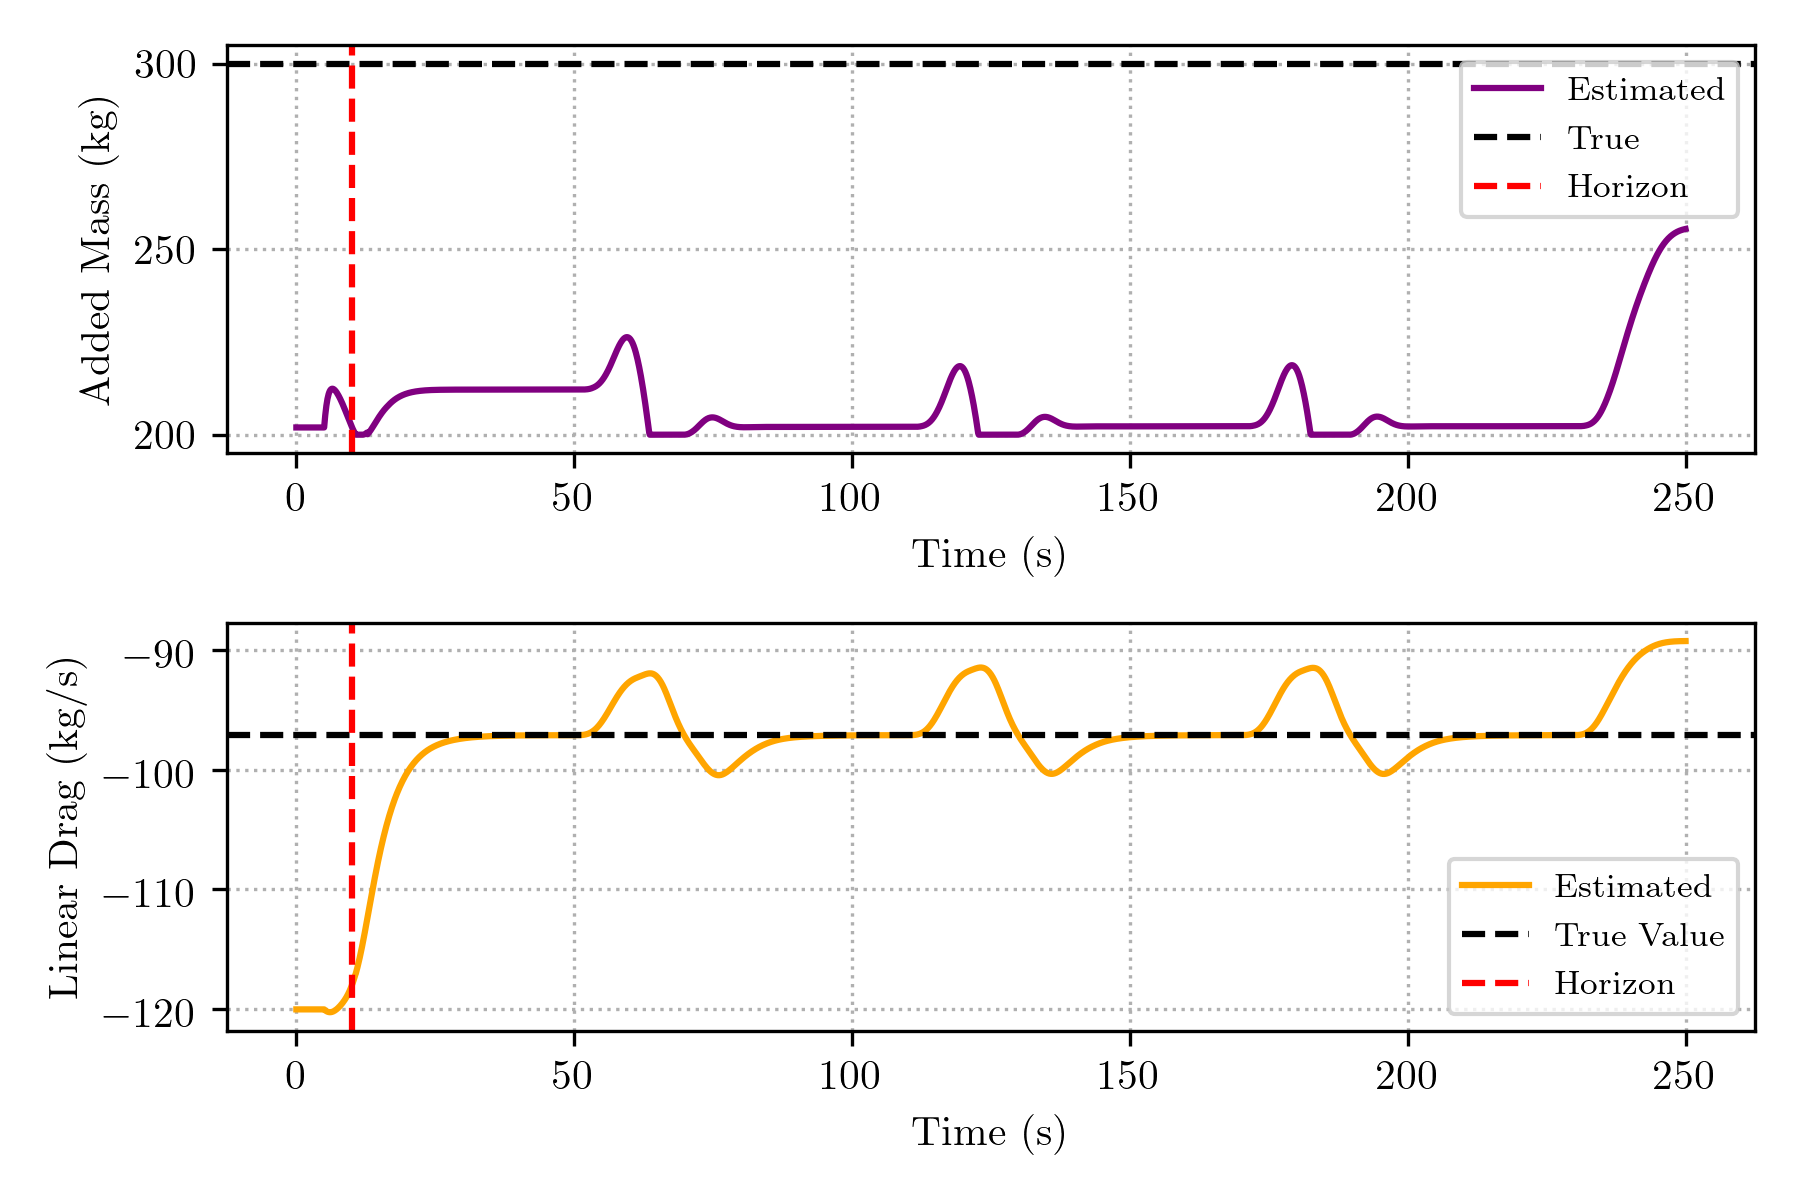 300
250
200
Added Mass (kg)
Estimated
True
Horizon
0 50 100 150 200 250
Time (s)
−90
−100
−110
−120
Linear Drag (kg/s)
Estimated
True Value
Horizon
0 50 100 150 200 250
Time (s)